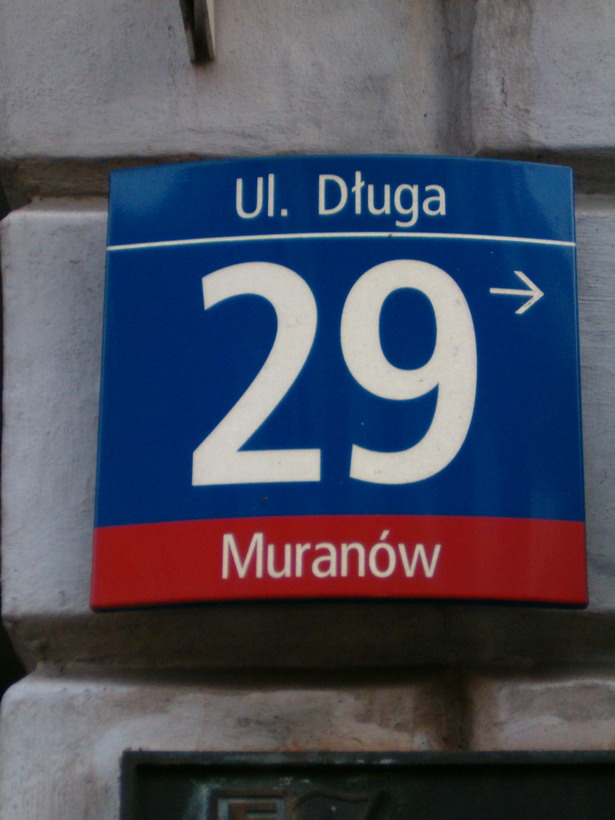 Ul. Długa
29 →
Muranów